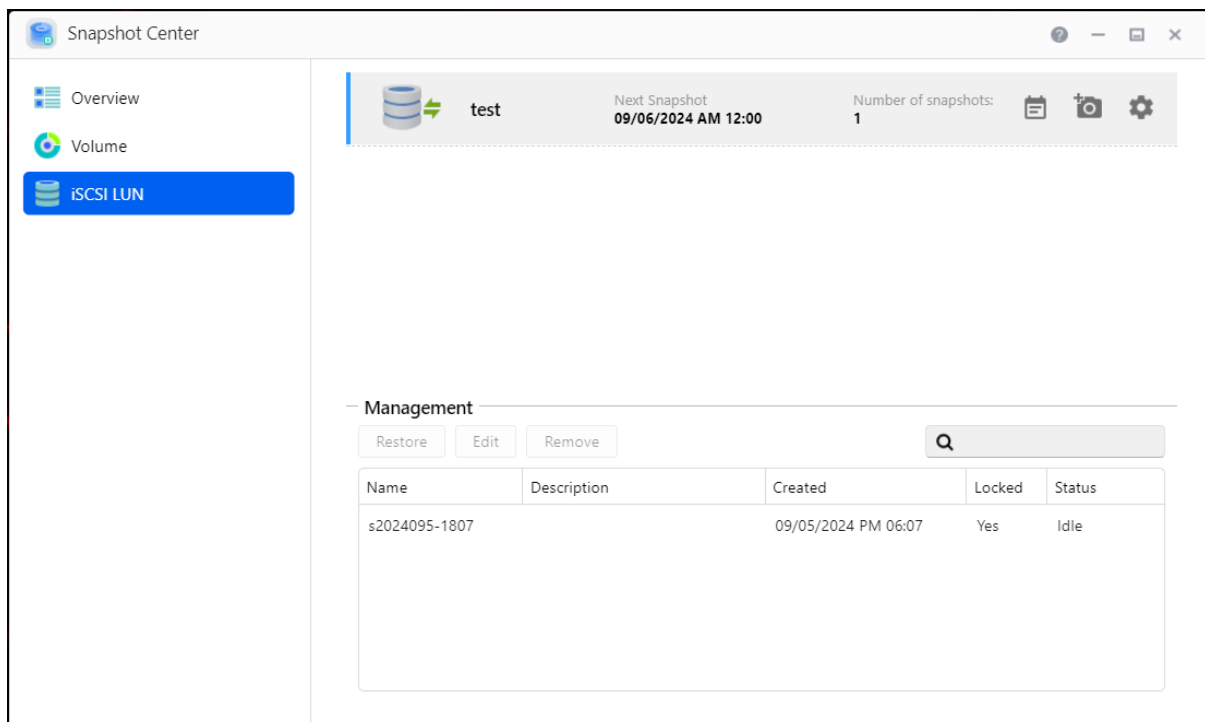 Snapshot Center
Overview
Volume
iSCSI LUN
test
Next Snapshot
09/06/2024 AM 12:00
Number of snapshots:
1
Management
Restore Edit Remove
Name Description Created Locked Status
s2024095-1807 09/05/2024 PM 06:07 Yes Idle